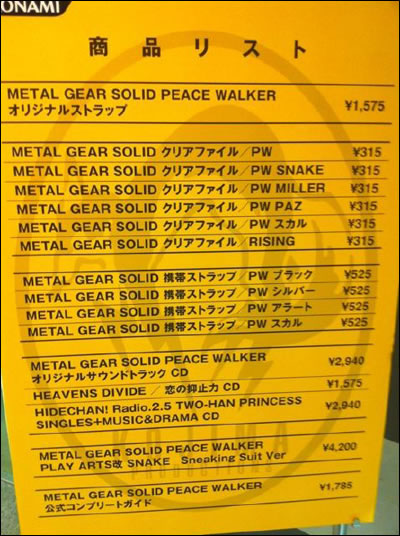 ONAMI
商品リスト
METAL GEAR SOLID PEACE WALKER
オリジナルストラップ ¥1,575
METAL GEAR SOLID クリアファイル／PW ¥315
METAL GEAR SOLID クリアファイル／PW SNAKE ¥315
METAL GEAR SOLID クリアファイル／PW MILLER ¥315
METAL GEAR SOLID クリアファイル／PW PAZ ¥315
METAL GEAR SOLID クリアファイル／PW スカル ¥315
METAL GEAR SOLID クリアファイル／RISING ¥315
METAL GEAR SOLID 携帯ストラップ／PW ブラック ¥525
METAL GEAR SOLID 携帯ストラップ／PW シルバー ¥525
METAL GEAR SOLID 携帯ストラップ／PW アラート ¥525
METAL GEAR SOLID 携帯ストラップ／PW スカル ¥525
METAL GEAR SOLID PEACE WALKER ¥2,940
オリジナルサウンドトラック CD
HEAVENS DIVIDE ／ 恋の抑止力 CD ¥1,575
HIDECHAN! Radio.2.5 TWO-HAN PRINCESS ¥2,940
SINGLES+MUSIC&DRAMA CD
METAL GEAR SOLID PEACE WALKER ¥4,200
PLAY ARTS改 SNAKE Sneaking Suit Ver
METAL GEAR SOLID PEACE WALKER ¥1,785
公式コンプリートガイド
KOJIMA
PRODUCTIONS